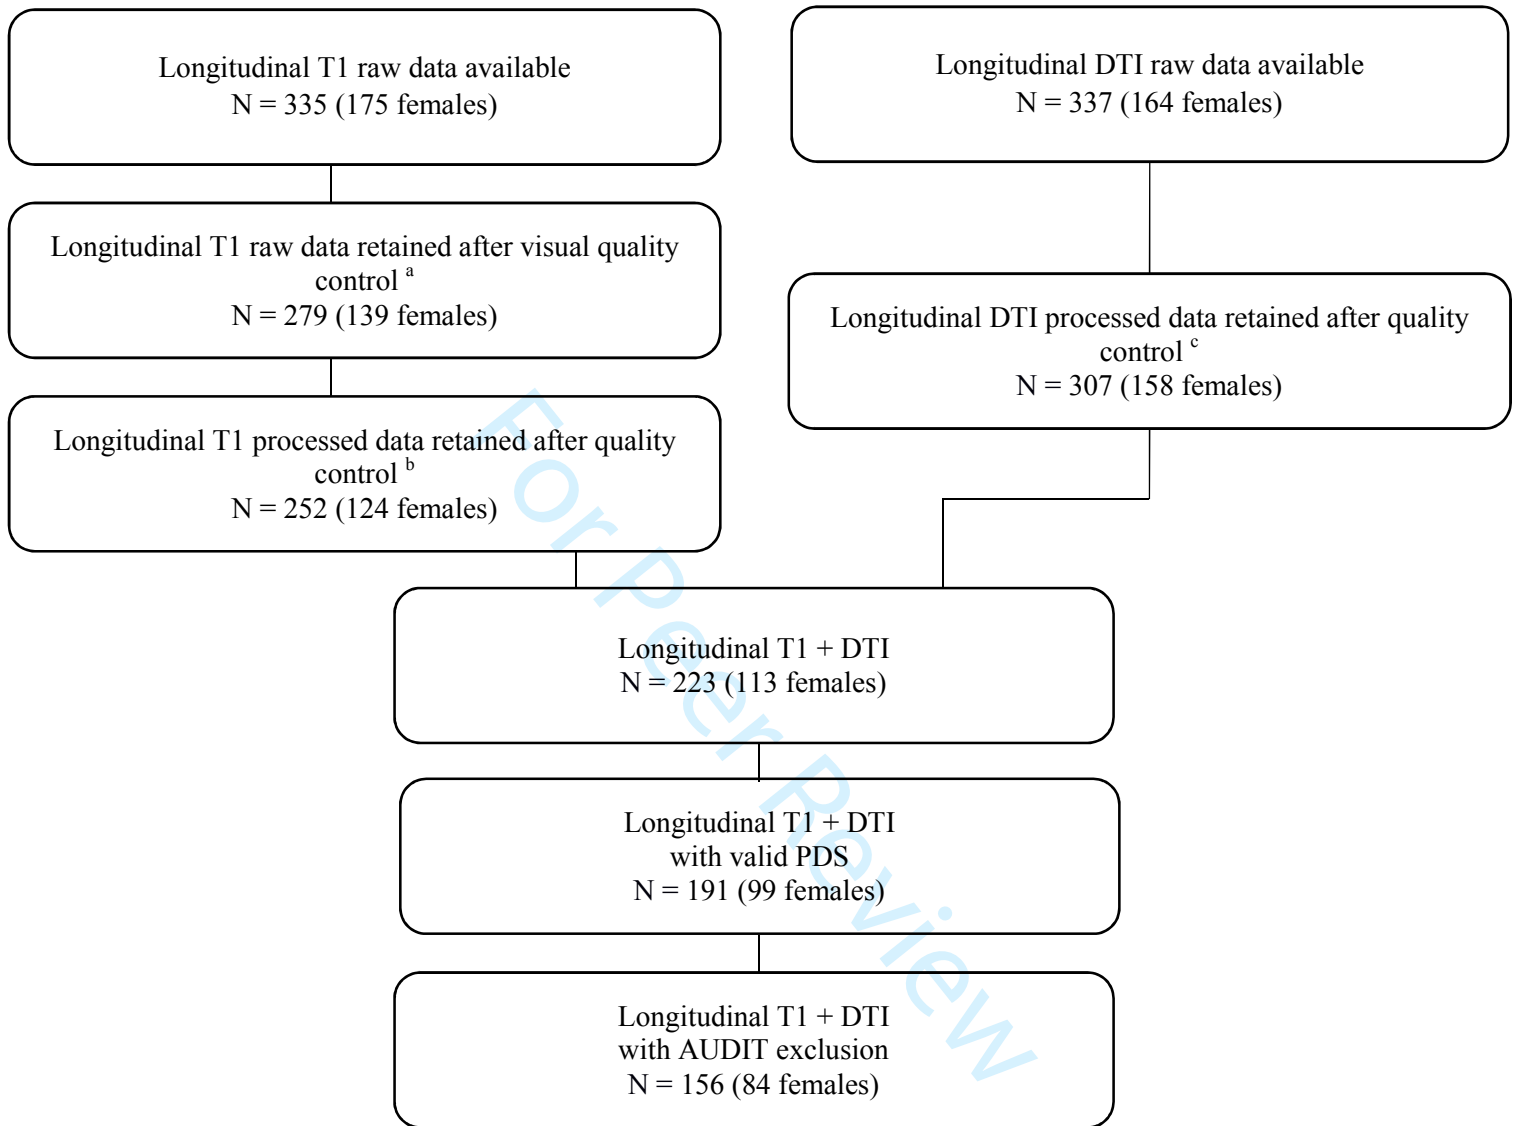 Longitudinal T1 raw data available
N = 335 (175 females)
Longitudinal DTI raw data available
N = 337 (164 females)
Longitudinal T1 raw data retained after visual quality
control a
N = 279 (139 females)
Longitudinal DTI processed data retained after quality
control c
N = 307 (158 females)
Longitudinal T1 processed data retained after quality
control b
N = 252 (124 females)
Longitudinal T1 + DTI
N = 223 (113 females)
Longitudinal T1 + DTI
with valid PDS
N = 191 (99 females)
Longitudinal T1 + DTI
with AUDIT exclusion
N = 156 (84 females)
For Peer Review